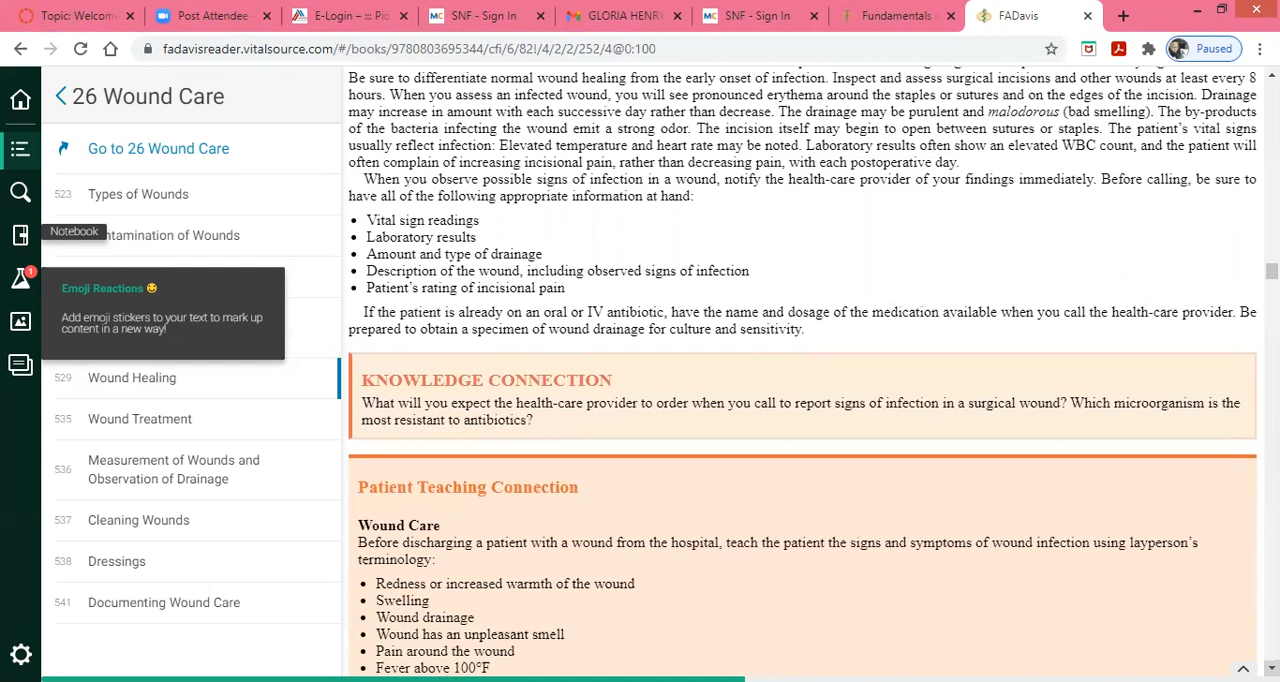 Topic: Welcome
Post Attendee -
E-Login – ::: Pic
SNF - Sign In
GLORIA HENRY
SNF - Sign In
Fundamentals o
FADavis
fadavisreader.vitalsource.com/#/books/9780803695344/cfi/6/82!/4/2/2/252/4@0:100
Paused
26 Wound Care
Go to 26 Wound Care
523 Types of Wounds
Notebook
ntamination of Wounds
1
Emoji Reactions 😄
Add emoji stickers to your text to mark up
content in a new way!
529 Wound Healing
535 Wound Treatment
536 Measurement of Wounds and
Observation of Drainage
537 Cleaning Wounds
538 Dressings
541 Documenting Wound Care
Be sure to differentiate normal wound healing from the early onset of infection. Inspect and assess surgical incisions and other wounds at least every 8
hours. When you assess an infected wound, you will see pronounced erythema around the staples or sutures and on the edges of the incision. Drainage
may increase in amount with each successive day rather than decrease. The drainage may be purulent and malodorous (bad smelling). The by-products
of the bacteria infecting the wound emit a strong odor. The incision itself may begin to open between sutures or staples. The patient's vital signs
usually reflect infection: Elevated temperature and heart rate may be noted. Laboratory results often show an elevated WBC count, and the patient will
often complain of increasing incisional pain, rather than decreasing pain, with each postoperative day.
When you observe possible signs of infection in a wound, notify the health-care provider of your findings immediately. Before calling, be sure to
have all of the following appropriate information at hand:
• Vital sign readings
• Laboratory results
• Amount and type of drainage
• Description of the wound, including observed signs of infection
• Patient's rating of incisional pain
If the patient is already on an oral or IV antibiotic, have the name and dosage of the medication available when you call the health-care provider. Be
prepared to obtain a specimen of wound drainage for culture and sensitivity.
KNOWLEDGE CONNECTION
What will you expect the health-care provider to order when you call to report signs of infection in a surgical wound? Which microorganism is the
most resistant to antibiotics?
Patient Teaching Connection
Wound Care
Before discharging a patient with a wound from the hospital, teach the patient the signs and symptoms of wound infection using layperson's
terminology:
• Redness or increased warmth of the wound
• Swelling
• Wound drainage
• Wound has an unpleasant smell
• Pain around the wound
• Fever above 100°F